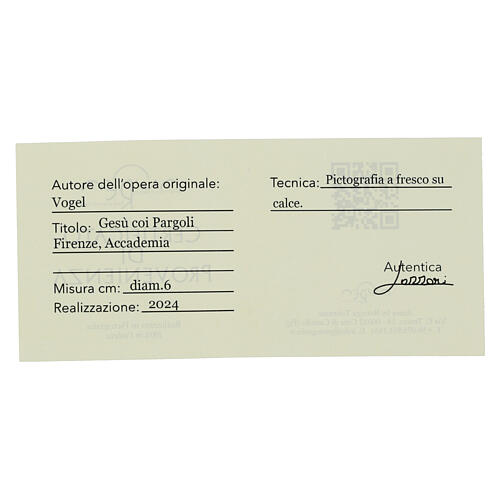 Autore dell'opera originale:
Vogel
Titolo: Gesù coi Pargoli
Firenze, Accademia
Misura cm: diam.6
Realizzazione: 2024
Tecnica: Pictografia a fresco su
calce.
Autentica